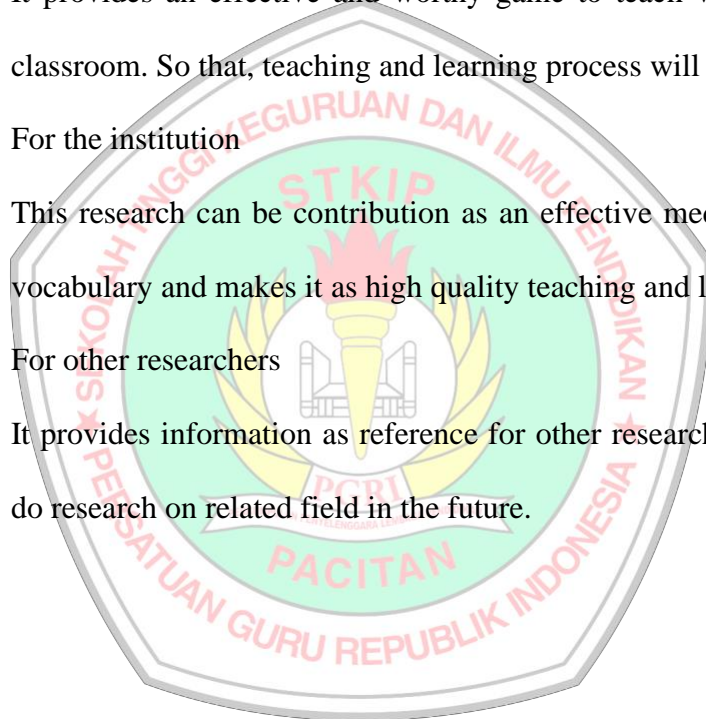 It provides an effective and worthy game to teach
classroom. So that, teaching and learning process will
For the institution
This research can be contribution as an effective
vocabulary and makes it as high quality teaching and
For other researchers
It provides information as reference for other
do research on related field in the future.
SEKOLAH TINGGI KEGURUAN DAN ILMU PENDIDIKAN
STKIP
PGRI
PACITAN
★ PERSATUAN GURU REPUBLIK INDONESIA ★